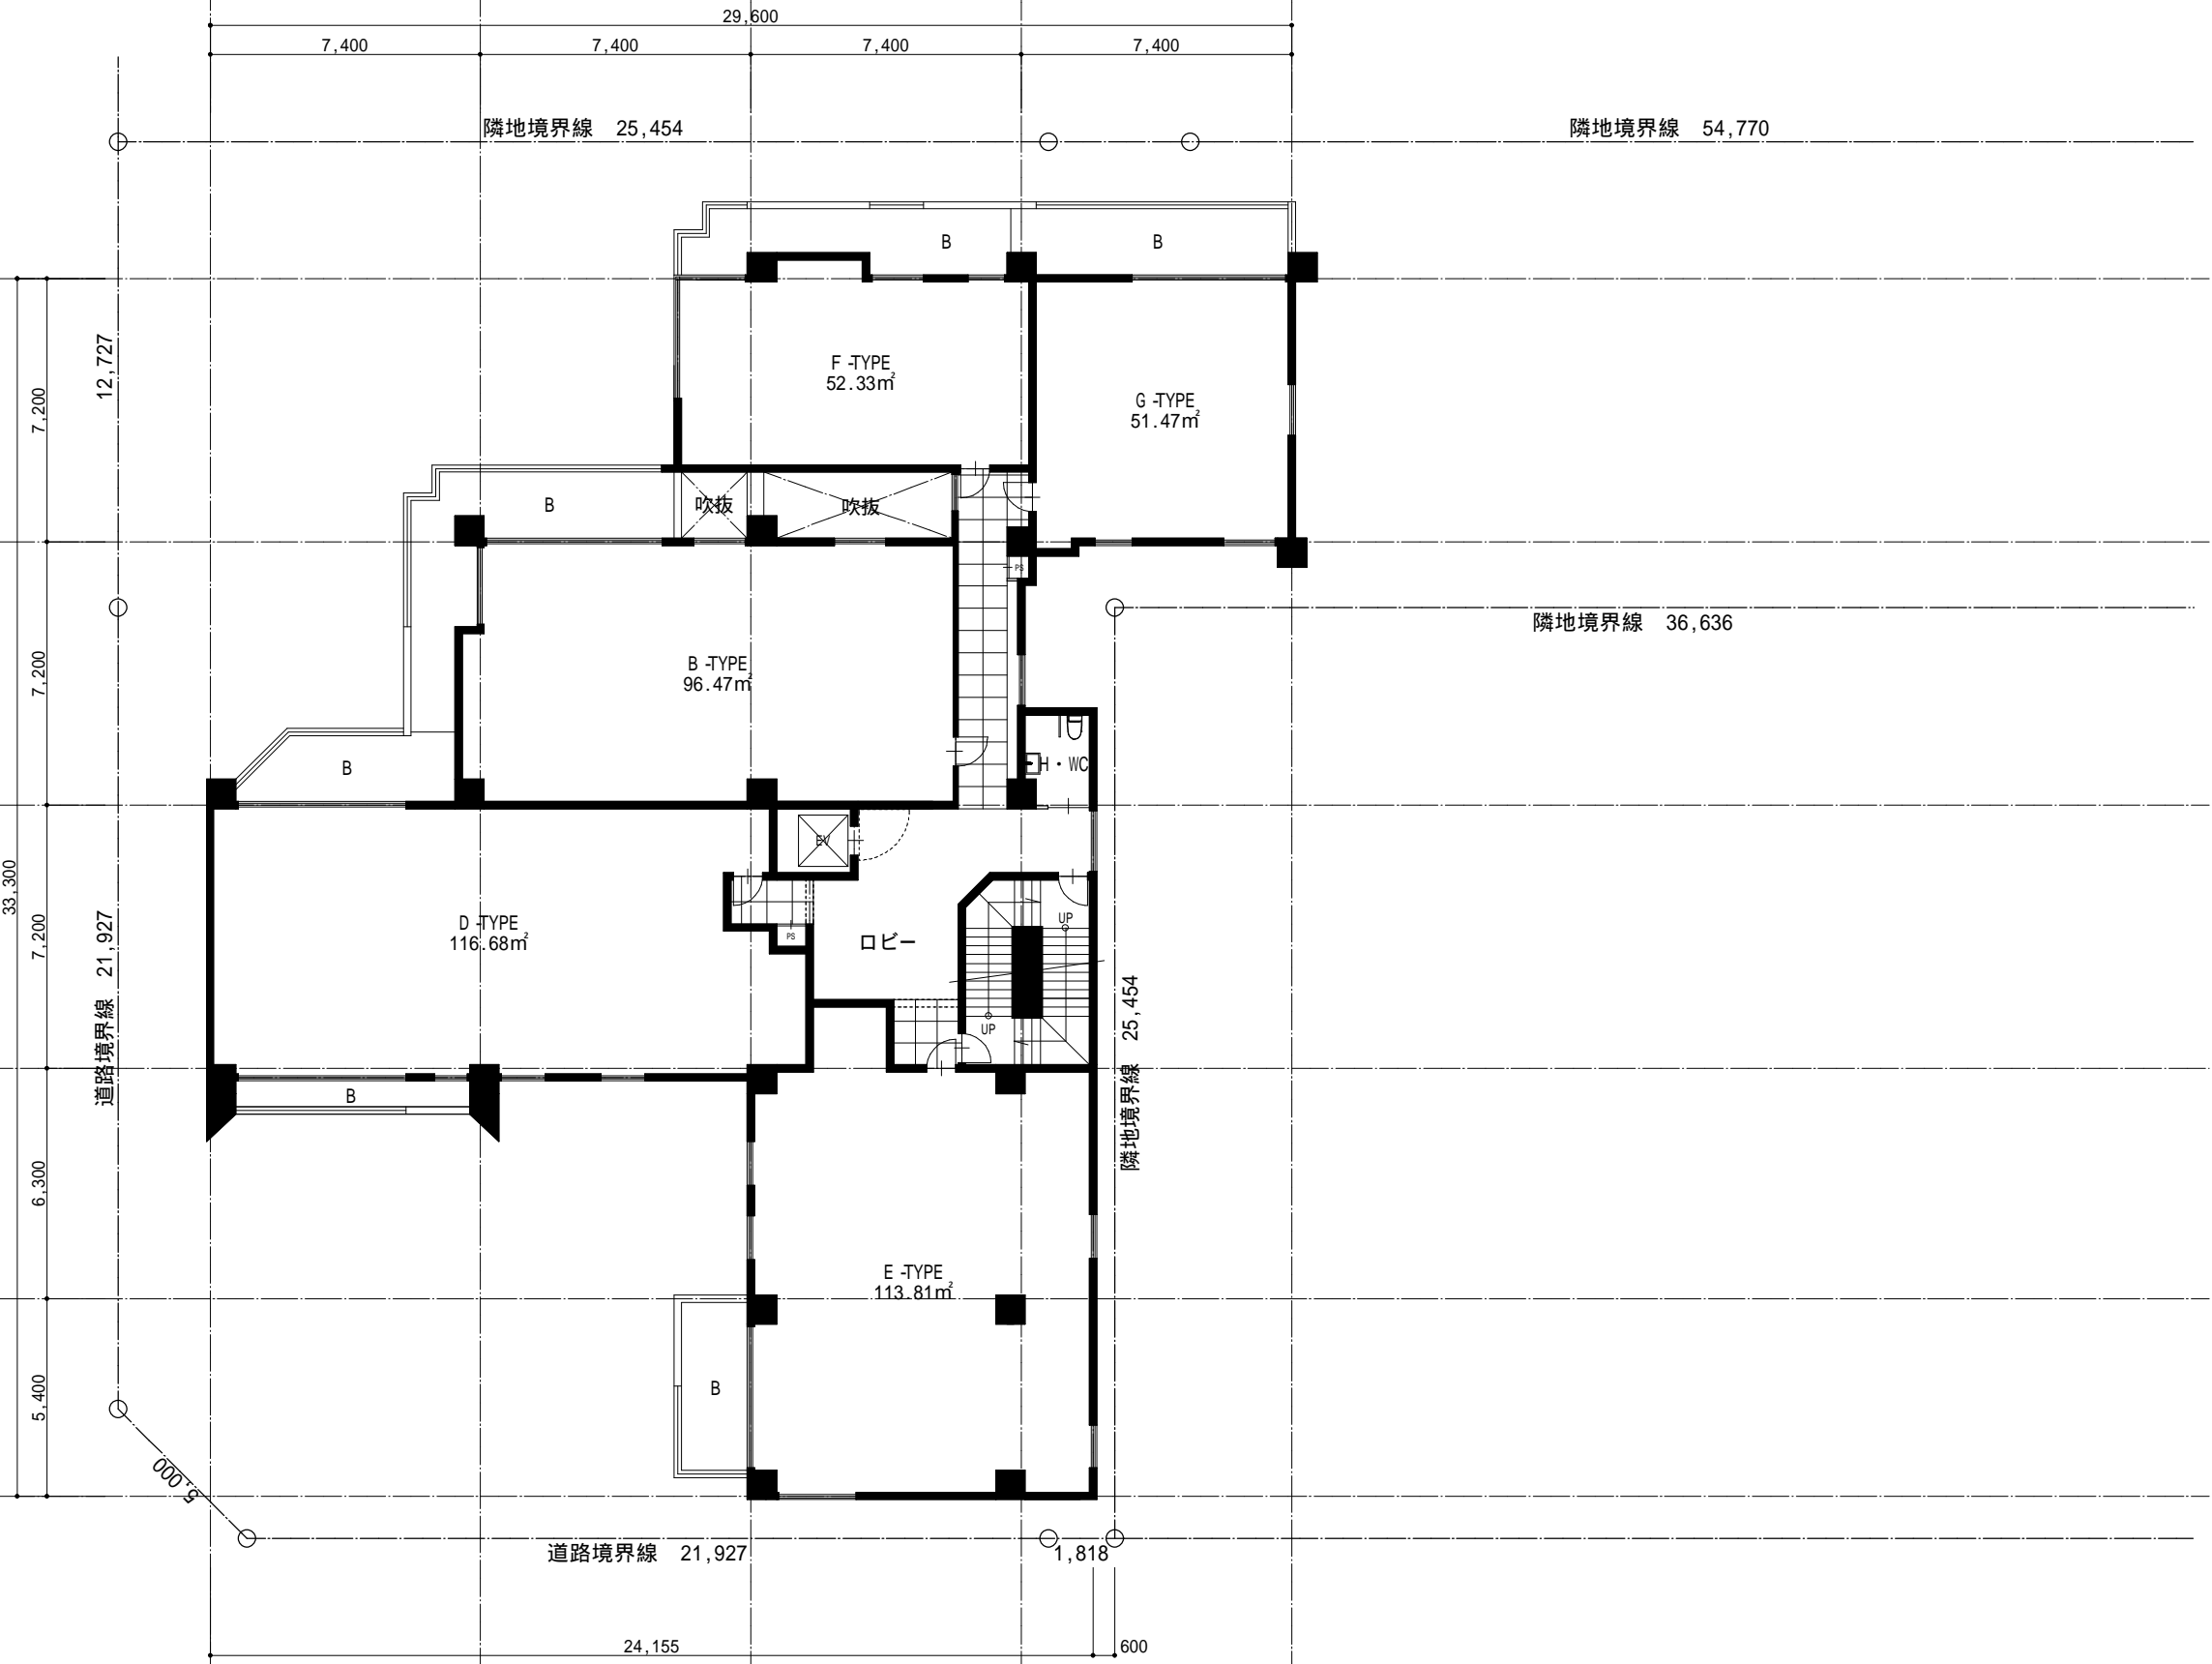 29,600
7,400
7,400
7,400
7,400
隣地境界線 25,454
隣地境界線 54,770
B
B
12,727
F -TYPE
52.33㎡
7,200
G -TYPE
51.47㎡
B
吹抜
吹抜
PS
隣地境界線 36,636
7,200
B -TYPE
96.47㎡
B
H・WC
EV
33,300
7,200
道路境界線 21,927
D -TYPE
116.68㎡
PS
ロビー
UP
UP
隣地境界線 25,454
B
6,300
E -TYPE
113.81㎡
5,400
B
5,000
道路境界線 21,927
1,818
24,155
600